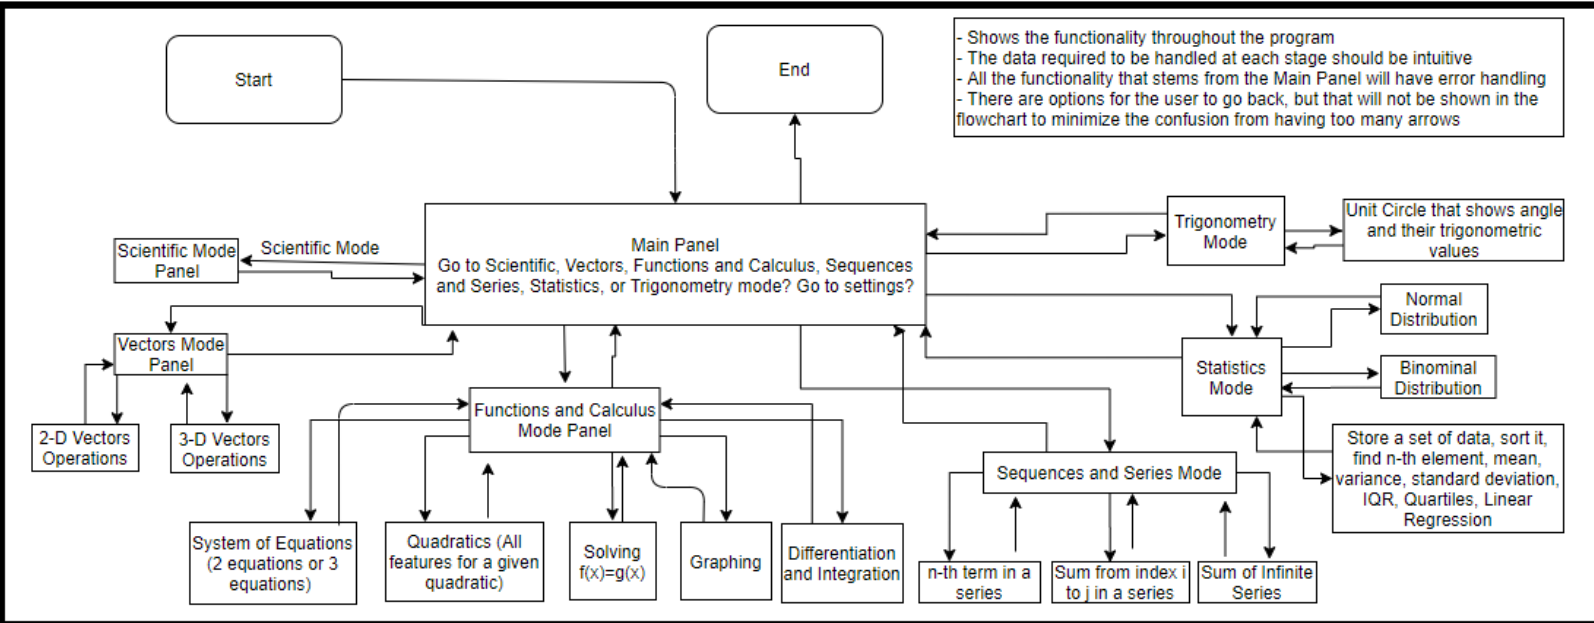 Start
End
- Shows the functionality throughout the program
- The data required to be handled at each stage should be intuitive
- All the functionality that stems from the Main Panel will have error handling
- There are options for the user to go back, but that will not be shown in the
flowchart to minimize the confusion from having too many arrows
Main Panel
Go to Scientific, Vectors, Functions and Calculus, Sequences
and Series, Statistics, or Trigonometry mode? Go to settings?
Scientific Mode
Scientific Mode
Panel
Trigonometry
Mode
Unit Circle that shows angle
and their trigonometric
values
Vectors Mode
Panel
2-D Vectors
Operations
3-D Vectors
Operations
Functions and Calculus
Mode Panel
System of Equations
(2 equations or 3
equations)
Quadratics (All
features for a given
quadratic)
Solving
f(x)=g(x)
Graphing
Differentiation
and Integration
Sequences and Series Mode
n-th term in a
series
Sum from index i
to j in a series
Sum of Infinite
Series
Statistics
Mode
Normal
Distribution
Binominal
Distribution
Store a set of data, sort it,
find n-th element, mean,
variance, standard deviation,
IQR, Quartiles, Linear
Regression